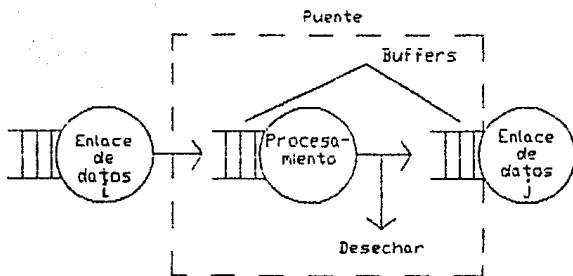 Puente
Buffers
Enlace
de
datos
i
Procesa-
miento
Enlace
de
datos
j
Desechar